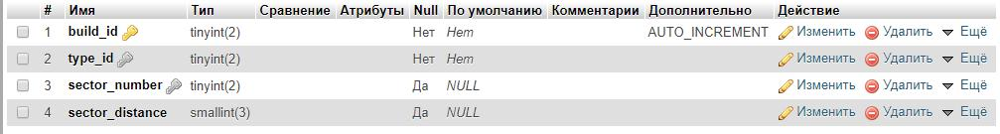 # Имя Тип Сравнение Атрибуты Null По умолчанию Комментарии Дополнительно Действие
1 build_id tinyint(2) Нет Нет AUTO_INCREMENT Изменить Удалить Ещё
2 type_id tinyint(2) Нет Нет Изменить Удалить Ещё
3 sector_number tinyint(2) Да NULL Изменить Удалить Ещё
4 sector_distance smallint(3) Да NULL Изменить Удалить Ещё